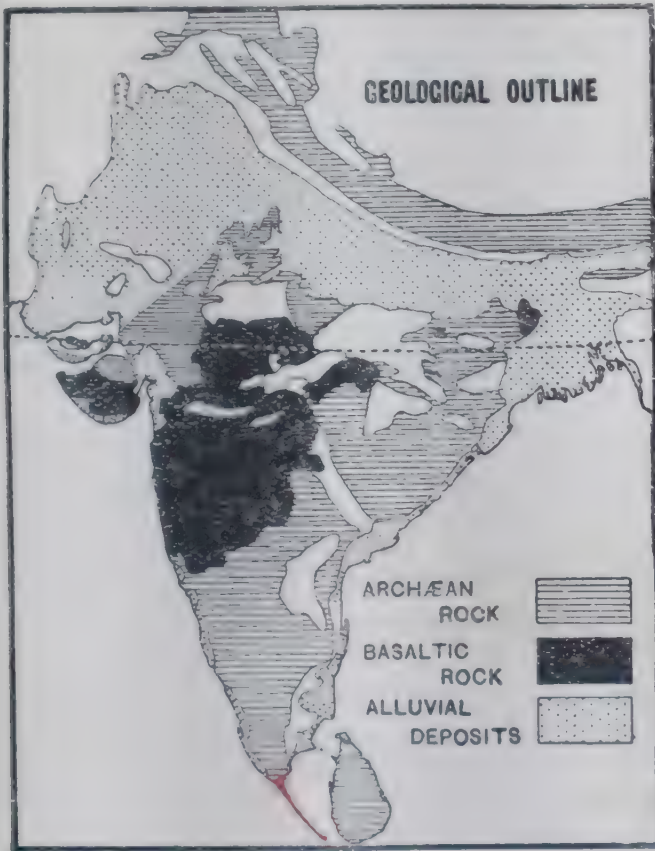 GEOLOGICAL OUTLINE
ARCHÆAN
ROCK
BASALTIC
ROCK
ALLUVIAL
DEPOSITS